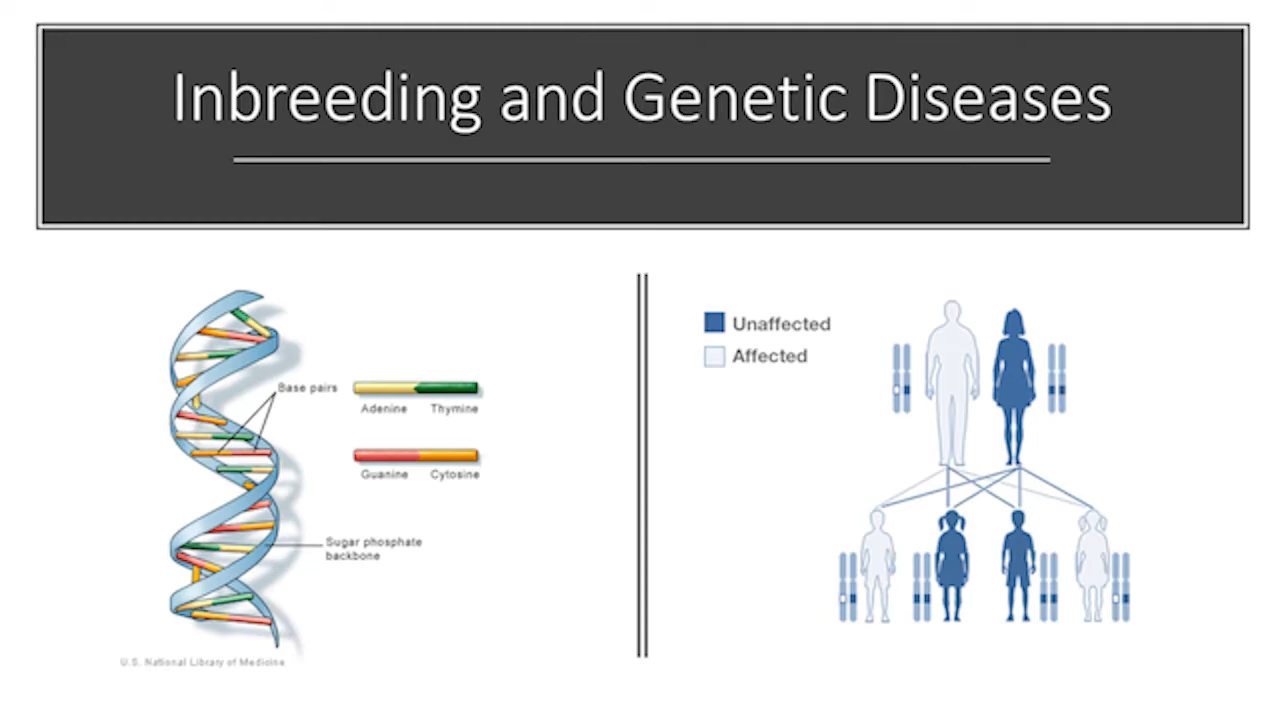 Inbreeding and Genetic Diseases
Base pairs
Adenine Thymine
Guanine Cytosine
Sugar phosphate
backbone
U.S. National Library of Medicine
Unaffected
Affected